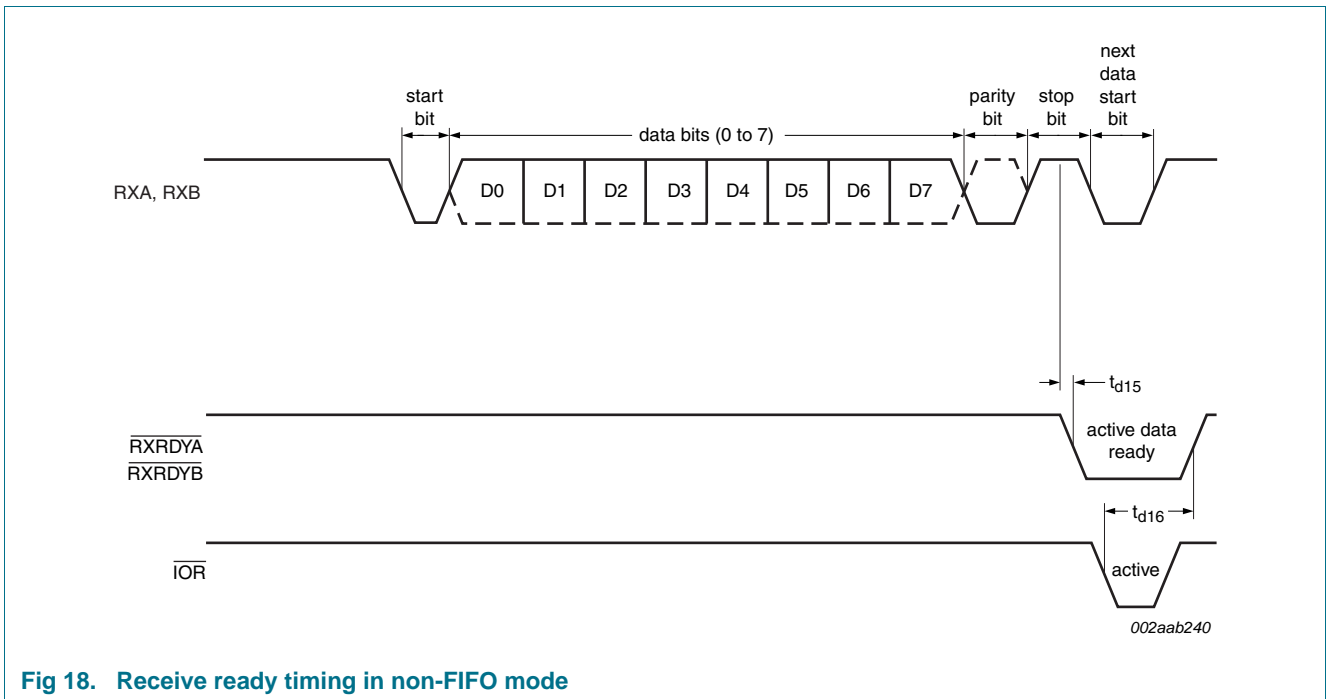 next
data
start
bit
start
bit
parity
bit
stop
bit
data bits (0 to 7)
RXA, RXB
D0 D1 D2 D3 D4 D5 D6 D7
td15
RXRDYA
RXRDYB
active data
ready
td16
IOR
active
002aab240
Fig 18. Receive ready timing in non-FIFO mode